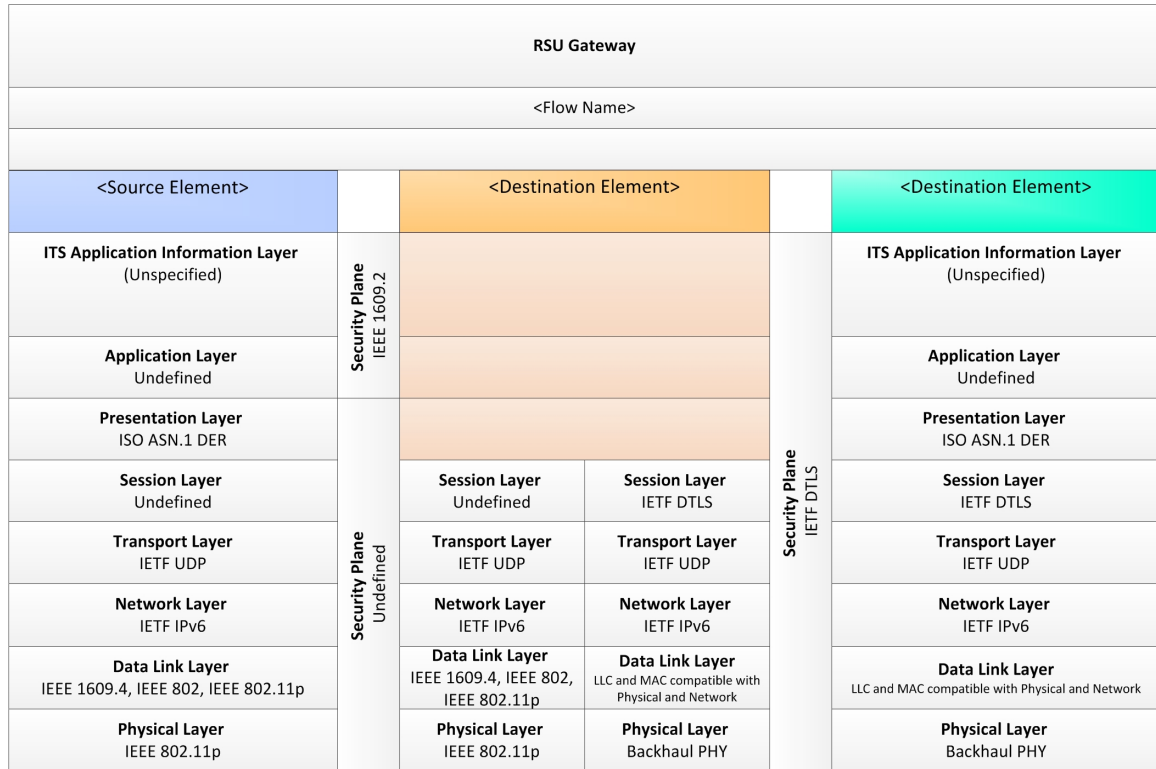 RSU Gateway
<Flow Name>
<Source Element>
<Destination Element>
<Destination Element>
ITS Application Information Layer
(Unspecified)
Security Plane
IEEE 1609.2
ITS Application Information Layer
(Unspecified)
Application Layer
Undefined
Application Layer
Undefined
Presentation Layer
ISO ASN.1 DER
Security Plane
Undefined
Security Plane
IETF DTLS
Presentation Layer
ISO ASN.1 DER
Session Layer
Undefined
Session Layer
Undefined
Session Layer
IETF DTLS
Session Layer
IETF DTLS
Transport Layer
IETF UDP
Transport Layer
IETF UDP
Transport Layer
IETF UDP
Transport Layer
IETF UDP
Network Layer
IETF IPv6
Network Layer
IETF IPv6
Network Layer
IETF IPv6
Network Layer
IETF IPv6
Data Link Layer
IEEE 1609.4, IEEE 802, IEEE 802.11p
Data Link Layer
IEEE 1609.4, IEEE 802,
IEEE 802.11p
Data Link Layer
LLC and MAC compatible with
Physical and Network
Data Link Layer
LLC and MAC compatible with Physical and Network
Physical Layer
IEEE 802.11p
Physical Layer
IEEE 802.11p
Physical Layer
Backhaul PHY
Physical Layer
Backhaul PHY